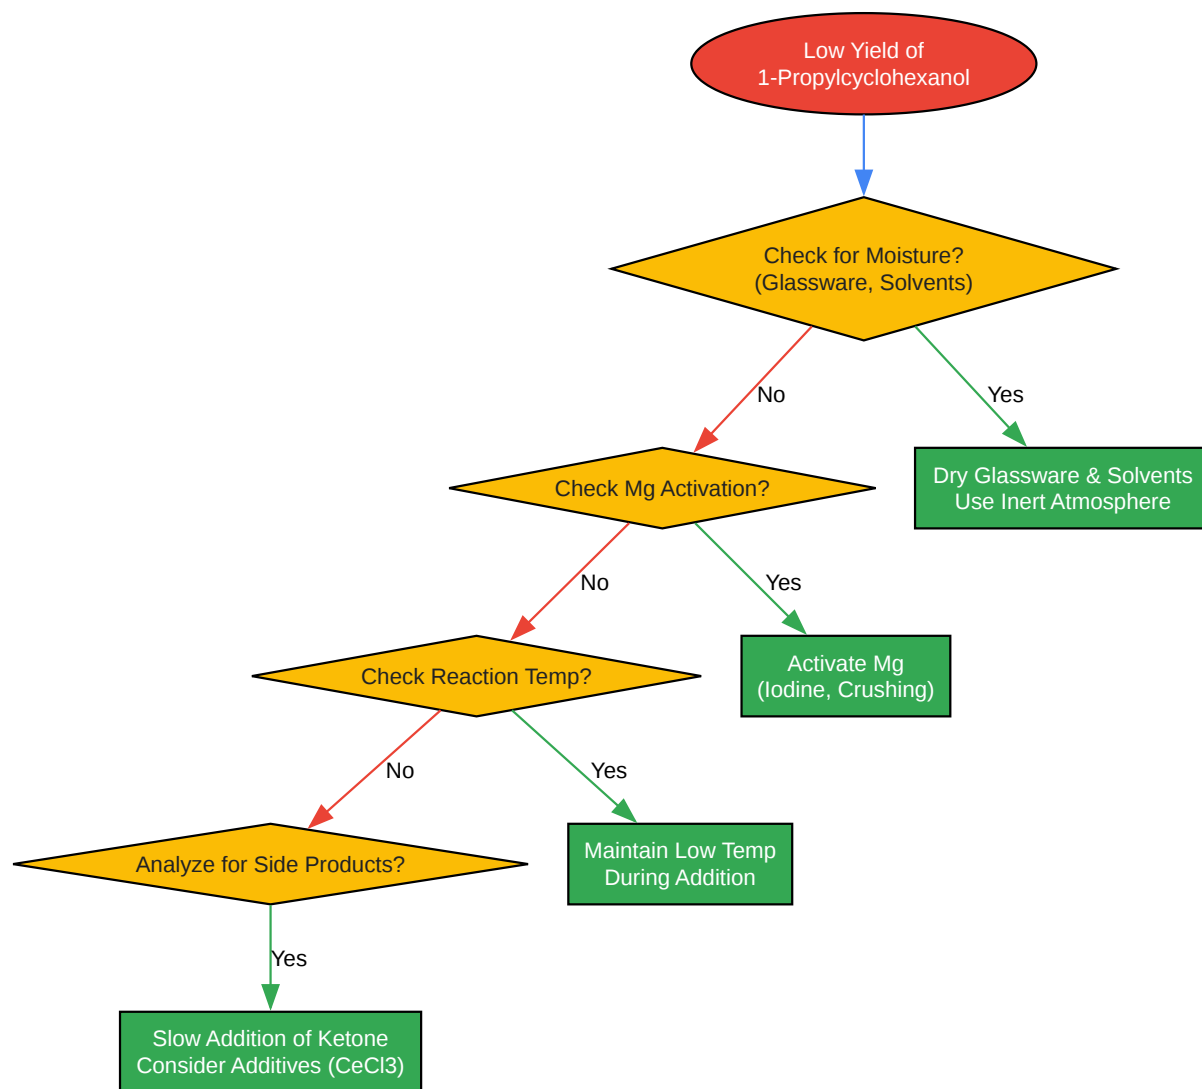 Low Yield of
1-Propylcyclohexanol
Check for Moisture?
(Glassware, Solvents)
No
Yes
Check Mg Activation?
Dry Glassware & Solvents
Use Inert Atmosphere
No
Yes
Check Reaction Temp?
Activate Mg
(Iodine, Crushing)
No
Yes
Analyze for Side Products?
Maintain Low Temp
During Addition
Yes
Slow Addition of Ketone
Consider Additives (CeCl3)